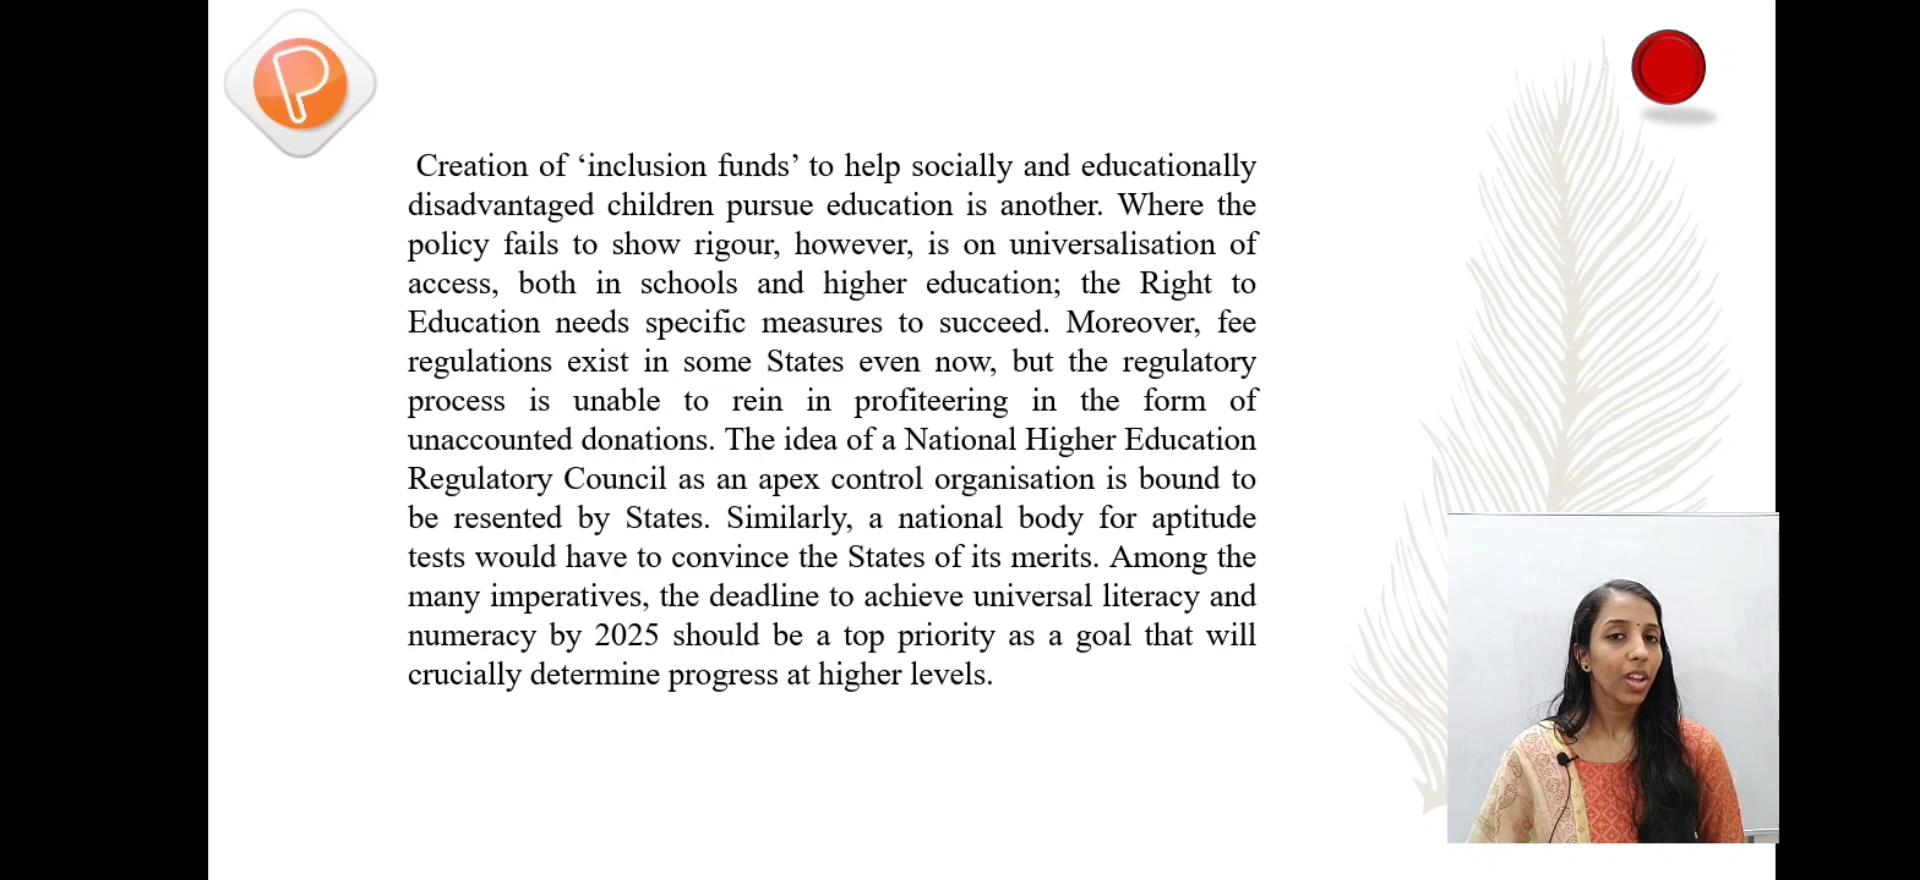 Creation of ‘inclusion funds’ to help socially and educationally
disadvantaged children pursue education is another. Where the
policy fails to show rigour, however, is on universalisation of
access, both in schools and higher education; the Right to
Education needs specific measures to succeed. Moreover, fee
regulations exist in some States even now, but the regulatory
process is unable to rein in profiteering in the form of
unaccounted donations. The idea of a National Higher Education
Regulatory Council as an apex control organisation is bound to
be resented by States. Similarly, a national body for aptitude
tests would have to convince the States of its merits. Among the
many imperatives, the deadline to achieve universal literacy and
numeracy by 2025 should be a top priority as a goal that will
crucially determine progress at higher levels.